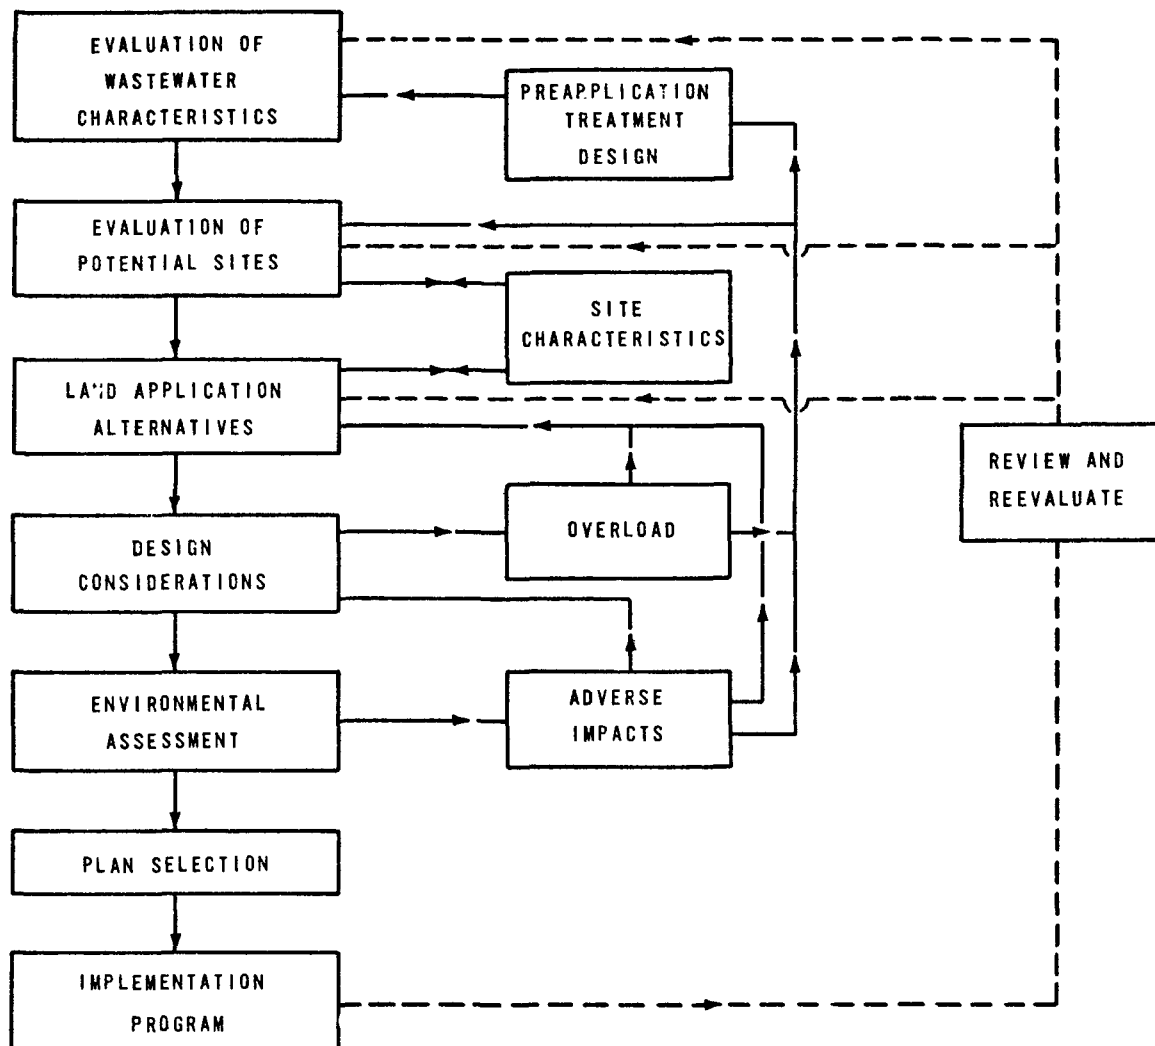 EVALUATION OF
WASTEWATER
CHARACTERISTICS
PREAPPLICATION
TREATMENT
DESIGN
EVALUATION OF
POTENTIAL SITES
SITE
CHARACTERISTICS
LAND APPLICATION
ALTERNATIVES
REVIEW AND
REEVALUATE
DESIGN
CONSIDERATIONS
OVERLOAD
ENVIRONMENTAL
ASSESSMENT
ADVERSE
IMPACTS
PLAN SELECTION
IMPLEMENTATION
PROGRAM